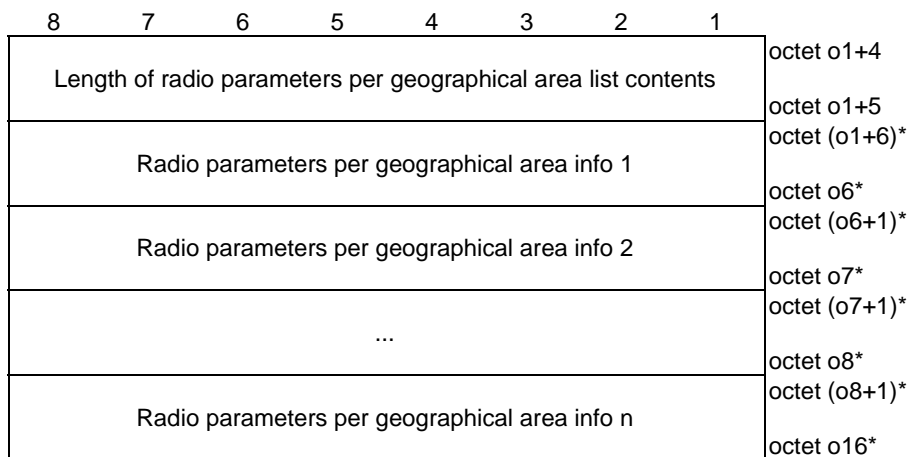 8 7 6 5 4 3 2 1
octet o1+4
Length of radio parameters per geographical area list contents
octet o1+5
octet (o1+6)*
Radio parameters per geographical area info 1
octet o6*
octet (o6+1)*
Radio parameters per geographical area info 2
octet o7*
octet (o7+1)*
...
octet o8*
octet (o8+1)*
Radio parameters per geographical area info n
octet o16*